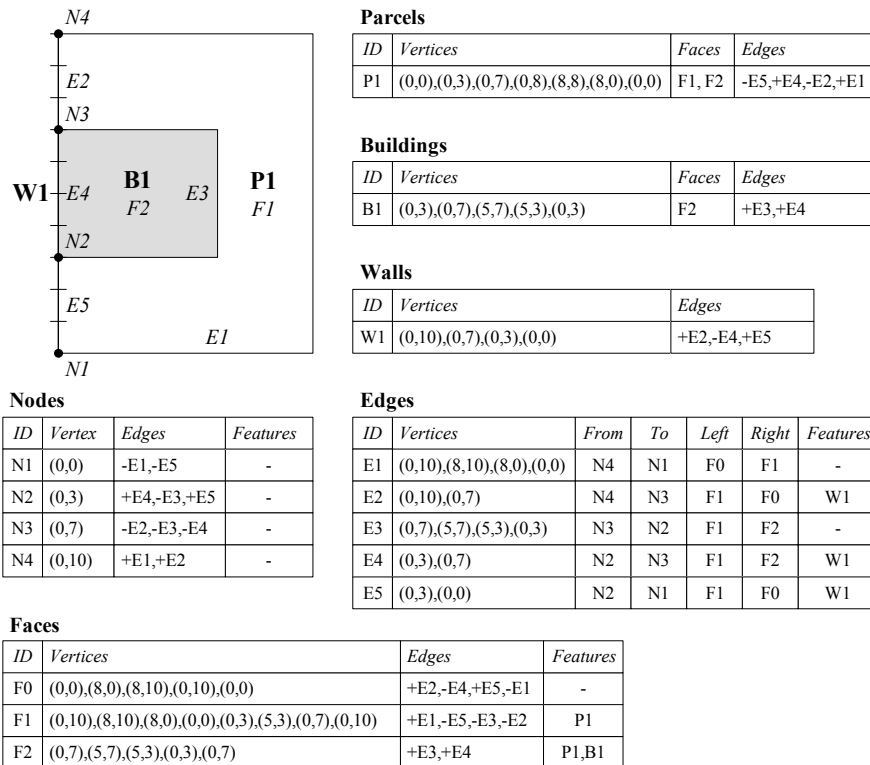 N4
E2
N3
W1 E4 B1 E3 P1
F2 F1
N2
E5
E1
N1
Parcels
ID Vertices Faces Edges
P1 (0,0),(0,3),(0,7),(0,8),(8,8),(8,0),(0,0) F1, F2 -E5,+E4,-E2,+E1
Buildings
ID Vertices Faces Edges
B1 (0,3),(0,7),(5,7),(5,3),(0,3) F2 +E3,+E4
Walls
ID Vertices Edges
W1 (0,10),(0,7),(0,3),(0,0) +E2,-E4,+E5
Nodes
ID Vertex Edges Features
N1 (0,0) -E1,-E5 -
N2 (0,3) +E4,-E3,+E5 -
N3 (0,7) -E2,-E3,-E4 -
N4 (0,10) +E1,+E2 -
Edges
ID Vertices From To Left Right Features
E1 (0,10),(8,10),(8,0),(0,0) N4 N1 F0 F1 -
E2 (0,10),(0,7) N4 N3 F1 F0 W1
E3 (0,7),(5,7),(5,3),(0,3) N3 N2 F1 F2 -
E4 (0,3),(0,7) N2 N3 F1 F2 W1
E5 (0,3),(0,0) N2 N1 F1 F0 W1
Faces
ID Vertices Edges Features
F0 (0,0),(8,0),(8,10),(0,10),(0,0) +E2,-E4,+E5,-E1 -
F1 (0,10),(8,10),(8,0),(0,0),(0,3),(5,3),(0,7),(0,10) +E1,-E5,-E3,-E2 P1
F2 (0,7),(5,7),(5,3),(0,3),(0,7) +E3,+E4 P1,B1